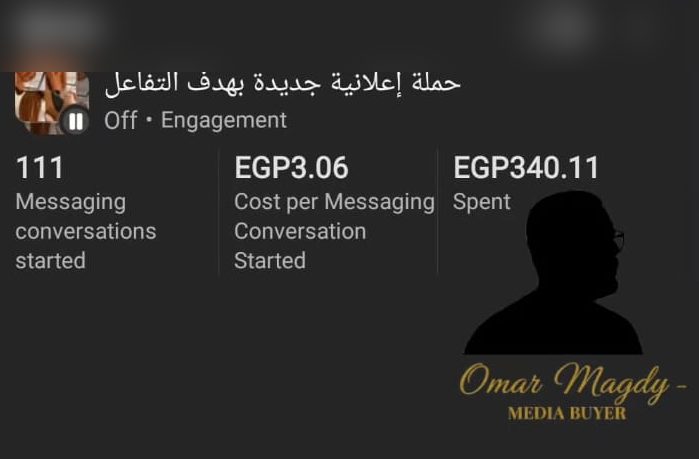 حملة إعلانية جديدة بهدف التفاعل
Off • Engagement
111
Messaging
conversations
started
EGP3.06
Cost per Messaging
Conversation
Started
EGP340.11
Spent
Omar Magdy -
MEDIA BUYER